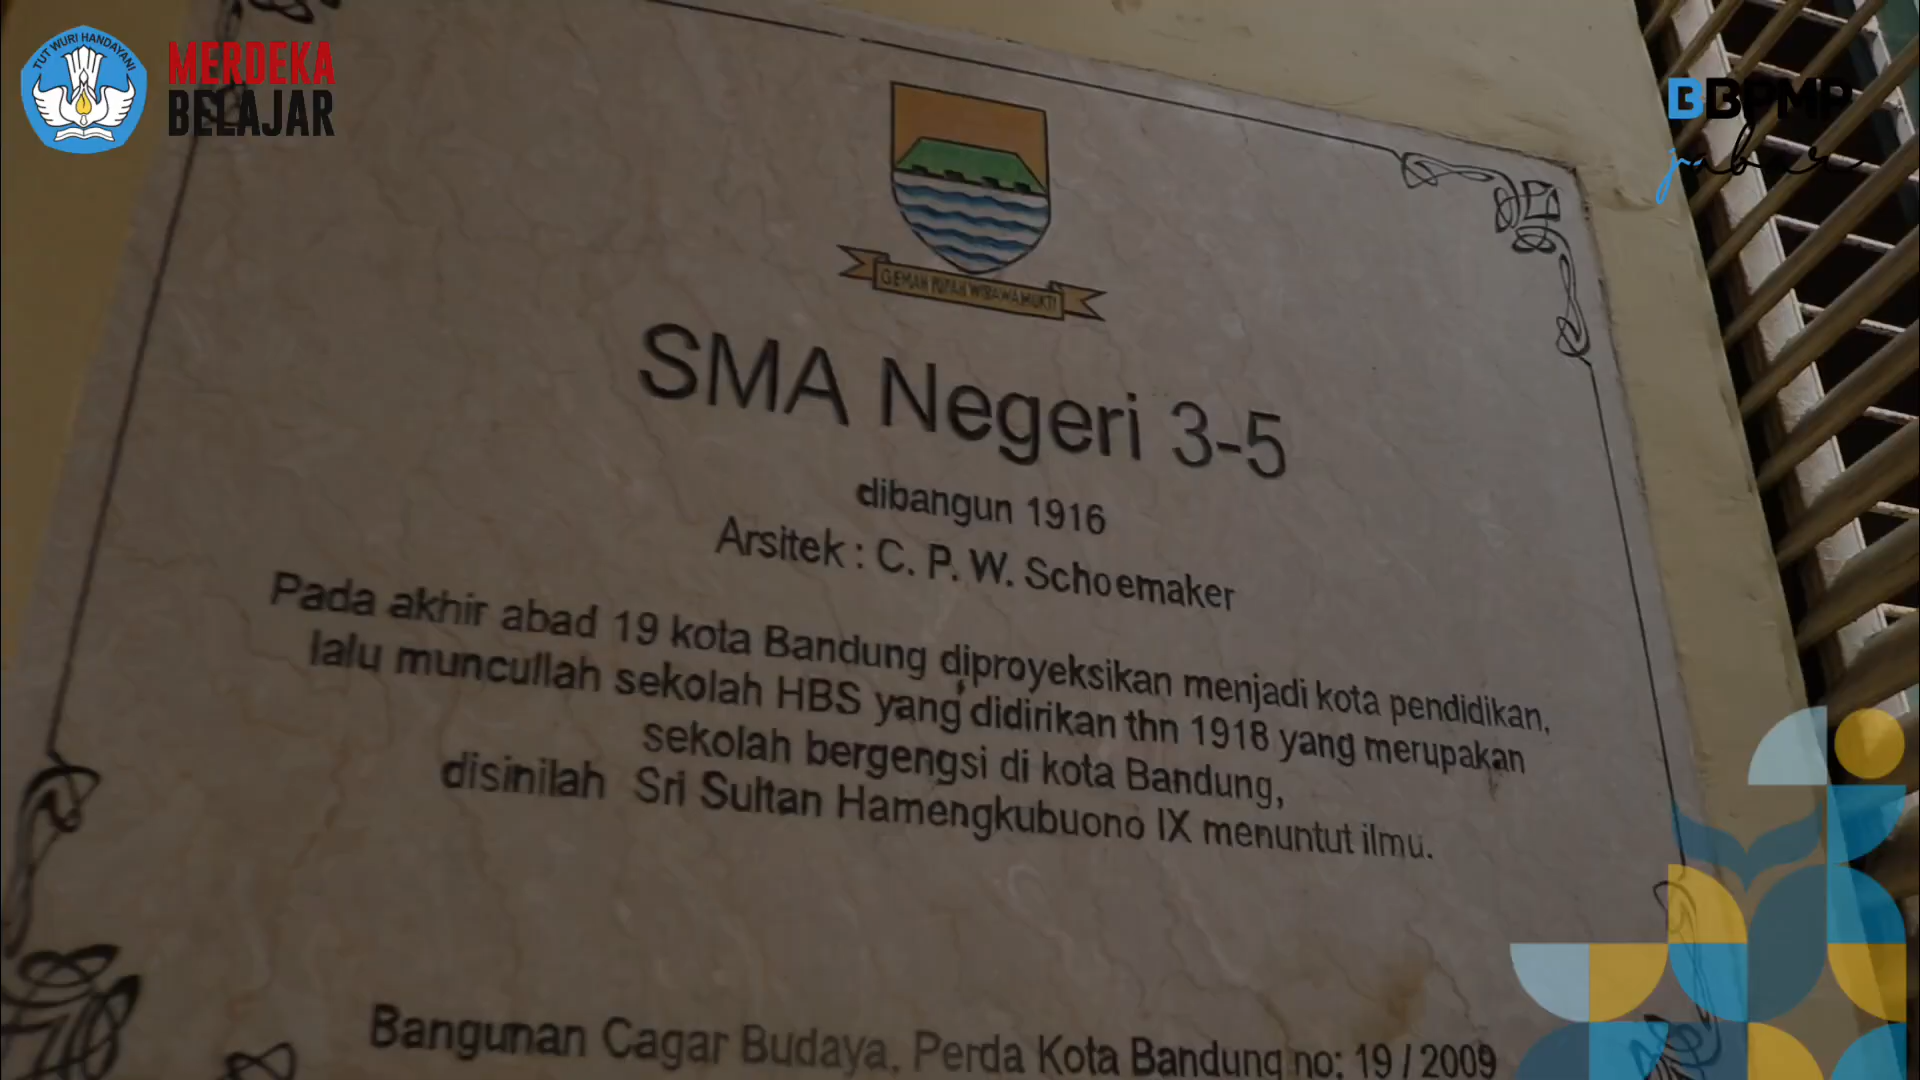 TUT WURI HANDAYANI
MERDEKA
BELAJAR
BBPMP
jabar
GEMAH RIPAH WIBAWA MUKTI
SMA Negeri 3-5
dibangun 1916
Arsitek : C. P. W. Schoemaker
Pada akhir abad 19 kota Bandung diproyeksikan menjadi kota pendidikan,
lalu muncullah sekolah HBS yang didirikan thn 1918 yang merupakan
sekolah bergengsi di kota Bandung,
disinilah Sri Sultan Hamengkubuono IX menuntut ilmu.
Bangunan Cagar Budaya, Perda Kota Bandung no: 19 / 2009